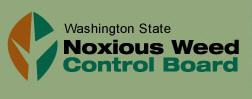 Washington State
Noxious Weed
Control Board